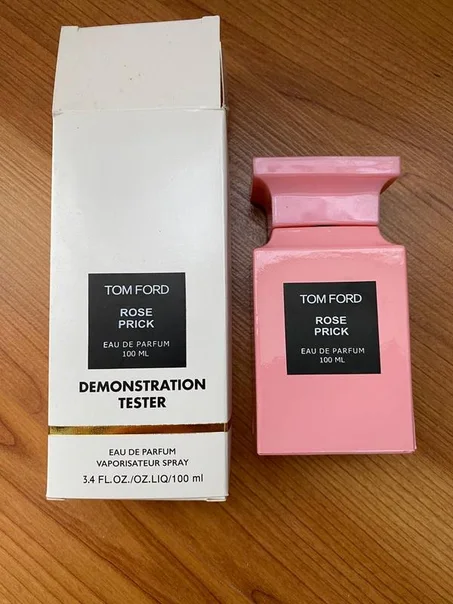 TOM FORD
ROSE
PRICK
EAU DE PARFUM
100 ML
DEMONSTRATION
TESTER
EAU DE PARFUM
VAPORISATEUR SPRAY
3.4 FL.OZ./OZ.LIQ/100 ml
TOM FORD
ROSE
PRICK
EAU DE PARFUM
100 ML